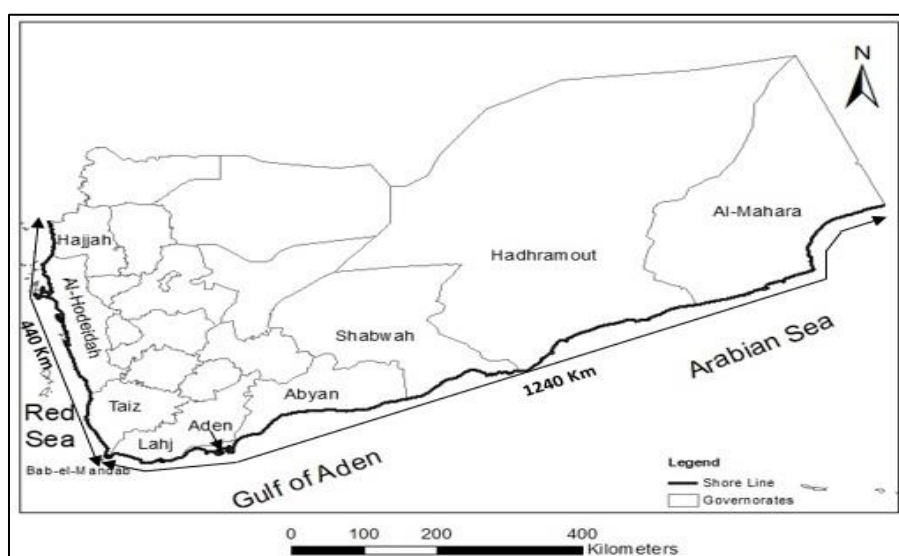 N
Hajjah
Al-Hodeidah
440 Km
Red
Sea
Bab-el-Mandab
Taiz
Lahj
Aden
Abyan
Shabwah
Hadhramout
Al-Mahara
1240 Km
Arabian Sea
Gulf of Aden
Legend
Shore Line
Governorates
0 100 200 400
Kilometers